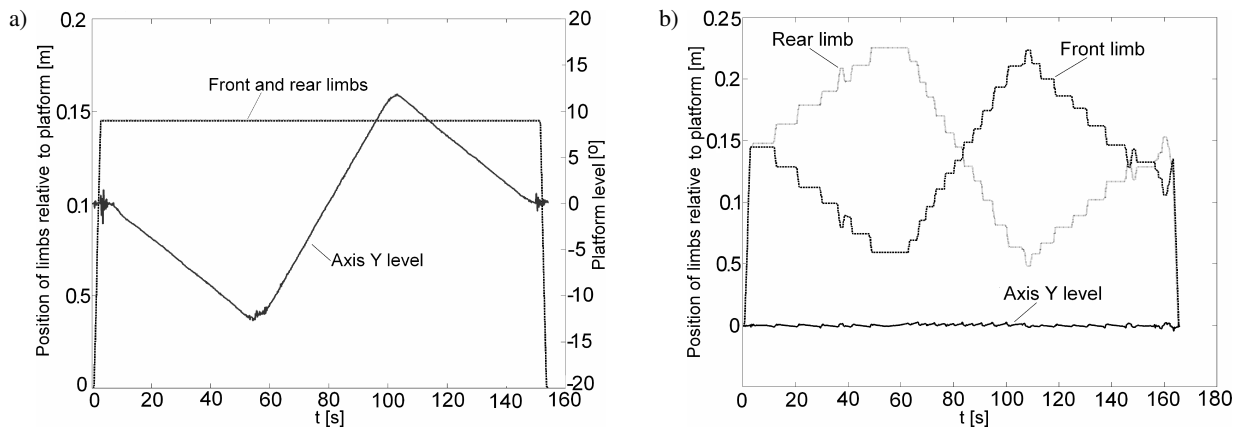 a)
Position of limbs relative to platform [m]
0.2
0.15
0.1
0.5
0
Front and rear limbs
Axis Y level
20
15
10
5
0
-5
-10
-15
-20
Platform level [º]
0 20 40 60 80 100 120 140 160
t [s]
b)
Position of limbs relative to platform [m]
0.25
0.2
0.15
0.1
0.5
0
Rear limb
Front limb
Axis Y level
0 20 40 60 80 100 120 140 160 180
t [s]